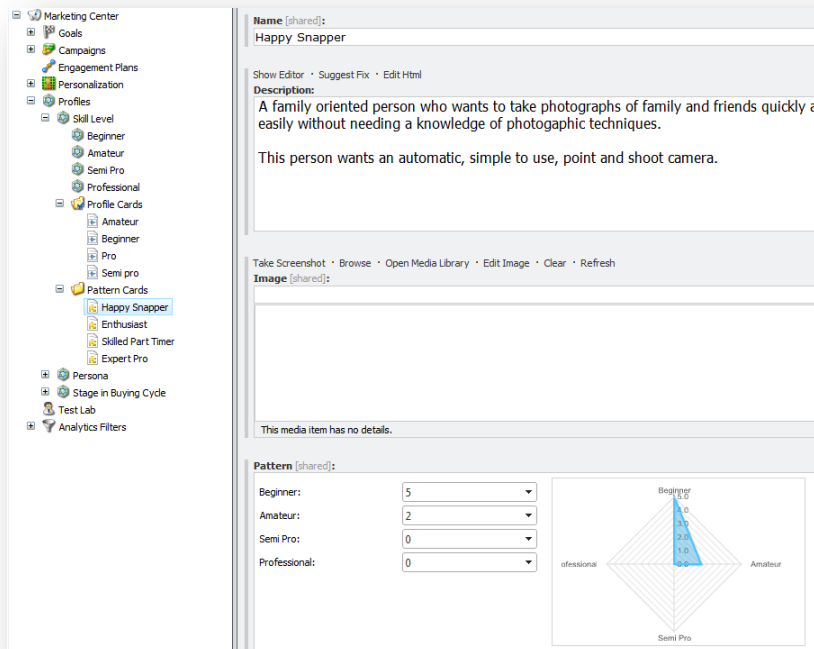 Marketing Center
Goals
Campaigns
Engagement Plans
Personalization
Profiles
Skill Level
Beginner
Amateur
Semi Pro
Professional
Profile Cards
Amateur
Beginner
Pro
Semi pro
Pattern Cards
Happy Snapper
Enthusiast
Skilled Part Timer
Expert Pro
Persona
Stage in Buying Cycle
Test Lab
Analytics Filters
Name [shared]:
Happy Snapper
Show Editor · Suggest Fix · Edit Html
Description:
A family oriented person who wants to take photographs of family and friends quickly a
easily without needing a knowledge of photogaphic techniques.
This person wants an automatic, simple to use, point and shoot camera.
Take Screenshot · Browse · Open Media Library · Edit Image · Clear · Refresh
Image [shared]:
This media item has no details.
Pattern [shared]:
Beginner: 5
Amateur: 2
Semi Pro: 0
Professional: 0
Beginner
5.0
4.0
3.0
2.0
1.0
0.0
ofessional
Amateur
Semi Pro